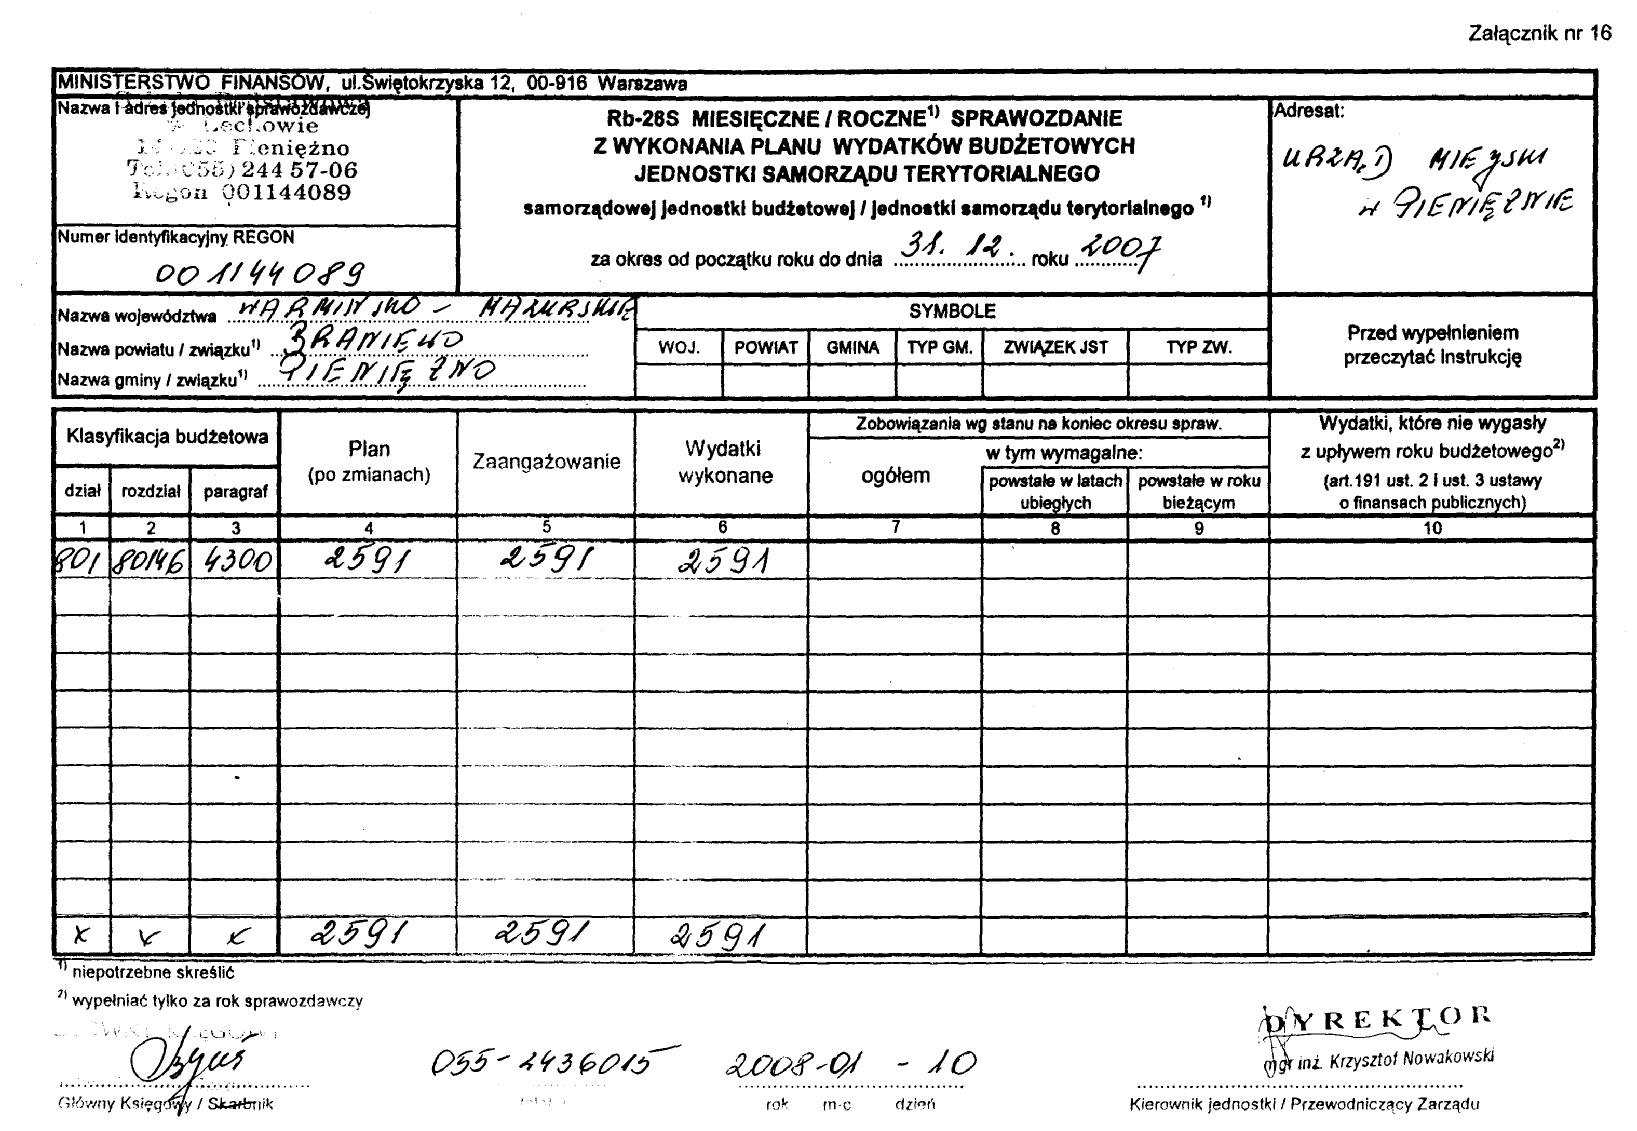 Załącznik nr 16
MINISTERSTWO FINANSÓW, ul.Świętokrzyska 12, 00-916 Warszawa
Nazwa i adres jednostki sprawozdawczej
w Lechowie
Pieniężno
Tel. (055) 244 57-06
Regon 001144089
Numer identyfikacyjny REGON
001144089
Rb-28S MIESIĘCZNE / ROCZNE 1) SPRAWOZDANIE
Z WYKONANIA PLANU WYDATKÓW BUDŻETOWYCH
JEDNOSTKI SAMORZĄDU TERYTORIALNEGO
samorządowej jednostki budżetowej / jednostki samorządu terytorialnego 1)
za okres od początku roku do dnia 31. 12. roku 2007
Adresat:
URZĄD MIEJSKI
W PIENIĘŻNIE
Nazwa województwa WARMIŃSKO - MAZURSKIE
Nazwa powiatu / związku 1) BRANIEWO
Nazwa gminy / związku 1) PIENIĘŻNO
SYMBOLE
WOJ. POWIAT GMINA TYP GM. ZWIĄZEK JST TYP ZW.
Przed wypełnieniem
przeczytać Instrukcję
Klasyfikacja budżetowa
dział rozdział paragraf
Plan
(po zmianach)
Zaangażowanie
Wydatki
wykonane
Zobowiązania wg stanu na koniec okresu spraw.
ogółem
w tym wymagalne:
powstałe w latach
ubiegłych
powstałe w roku
bieżącym
Wydatki, które nie wygasły
z upływem roku budżetowego 2)
(art.191 ust. 2 i ust. 3 ustawy
o finansach publicznych)
1 2 3 4 5 6 7 8 9 10
801 80146 4300 2591 2591 2591
x x x 2591 2591 2591
1) niepotrzebne skreślić
2) wypełniać tylko za rok sprawozdawczy
055-2436015 2008-01-10
DYREKTOR
mgr inż. Krzysztof Nowakowski
Główny Księgowy / Skarbnik
rok m-c dzień
Kierownik jednostki / Przewodniczący Zarządu